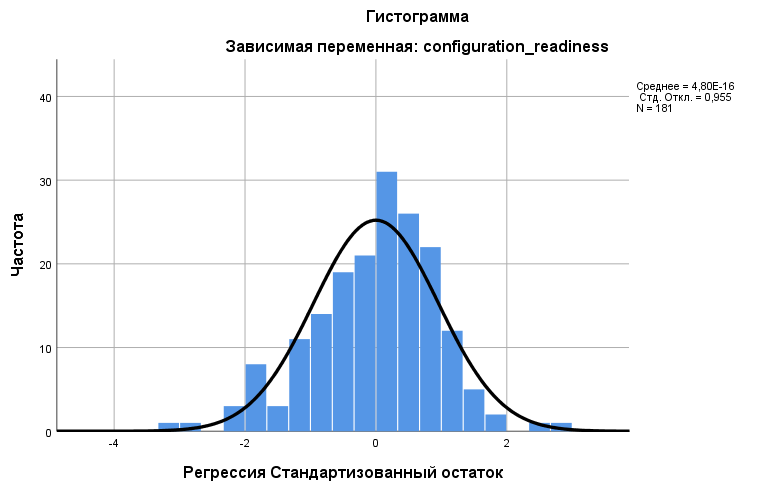 Гистограмма
Зависимая переменная: configuration_readiness
Среднее = 4,80E-16
Стд. Откл. = 0,955
N = 181
Частота
40
30
20
10
0
-4
-2
0
2
Регрессия Стандартизованный остаток